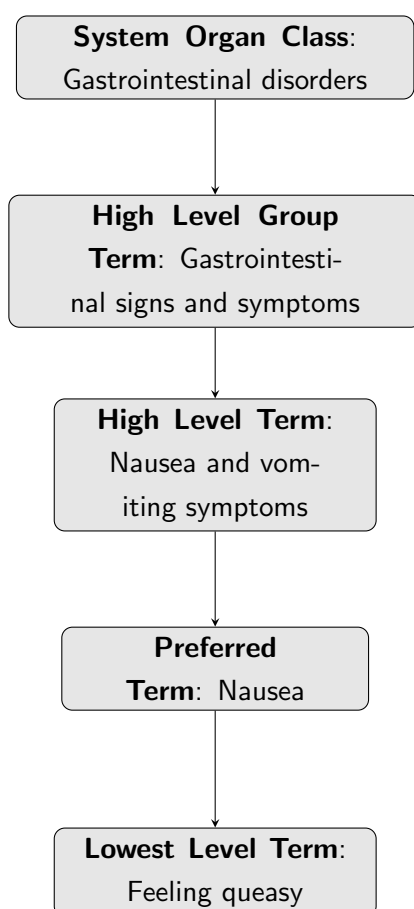 System Organ Class:
Gastrointestinal disorders
High Level Group
Term: Gastrointesti-
nal signs and symptoms
High Level Term:
Nausea and vom-
iting symptoms
Preferred
Term: Nausea
Lowest Level Term:
Feeling queasy